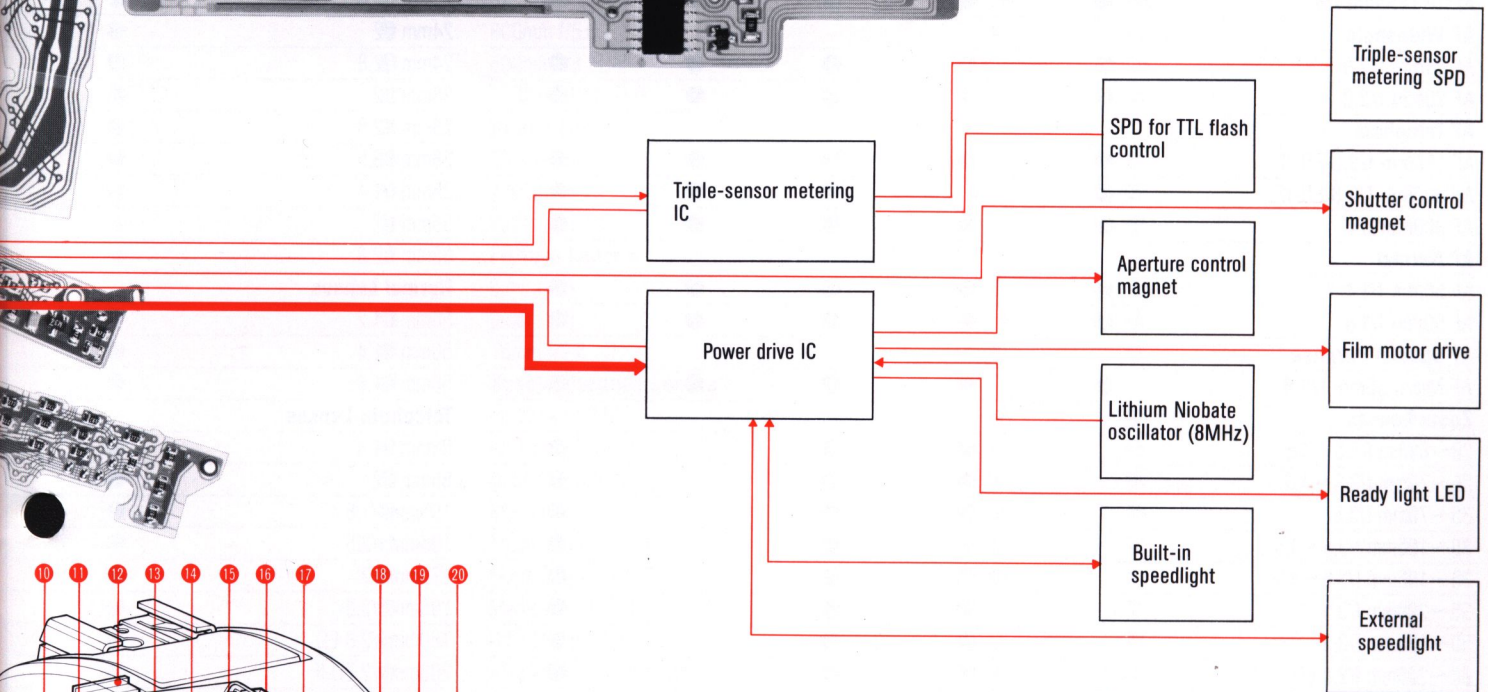 Triple-sensor
metering SPD
SPD for TTL flash
control
Triple-sensor metering
IC
Shutter control
magnet
Aperture control
magnet
Power drive IC
Film motor drive
Lithium Niobate
oscillator (8MHz)
Ready light LED
Built-in
speedlight
External
speedlight
10 11 12 13 14 15 16 17 18 19 20